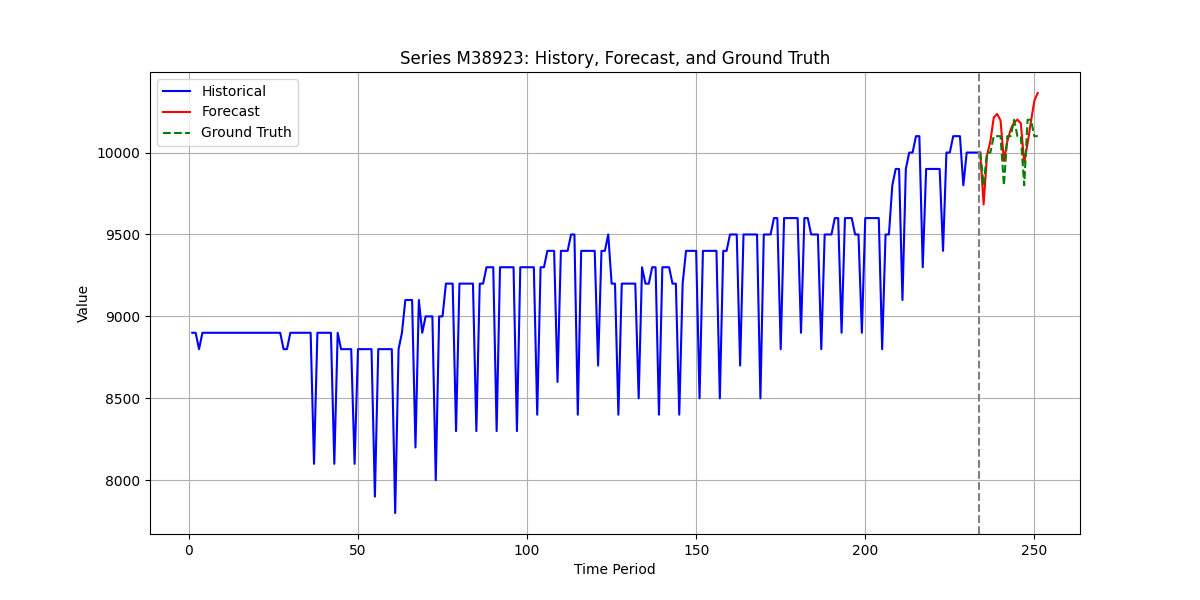 Series M38923: History, Forecast, and Ground Truth
Historical
Forecast
Ground Truth
10000
9500
9000
8500
8000
Value
0 50 100 150 200 250
Time Period